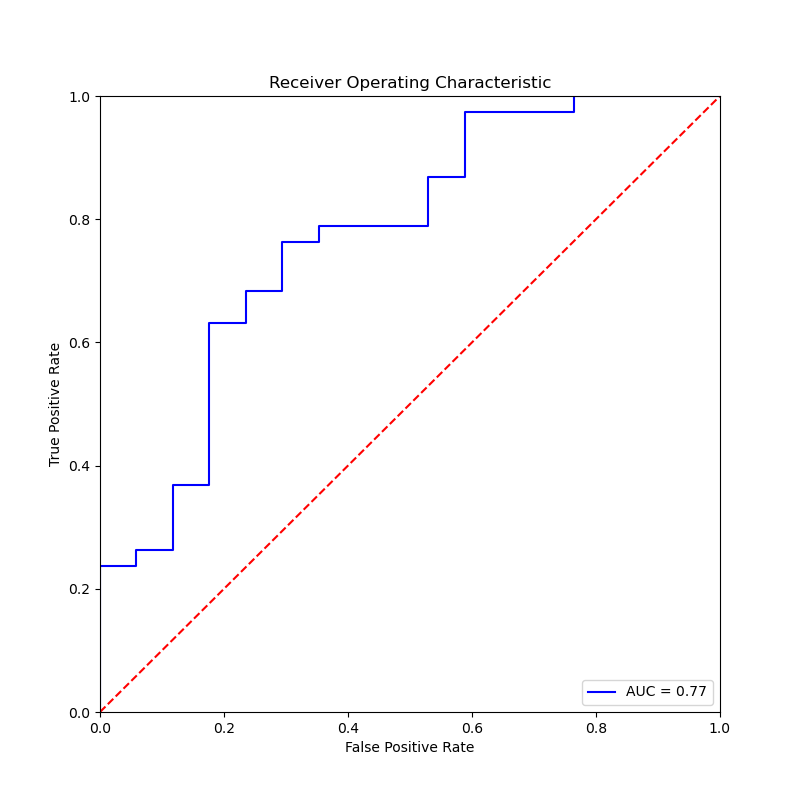 Receiver Operating Characteristic
1.0
0.8
0.6
0.4
0.2
0.0
True Positive Rate
AUC = 0.77
0.0 0.2 0.4 0.6 0.8 1.0
False Positive Rate